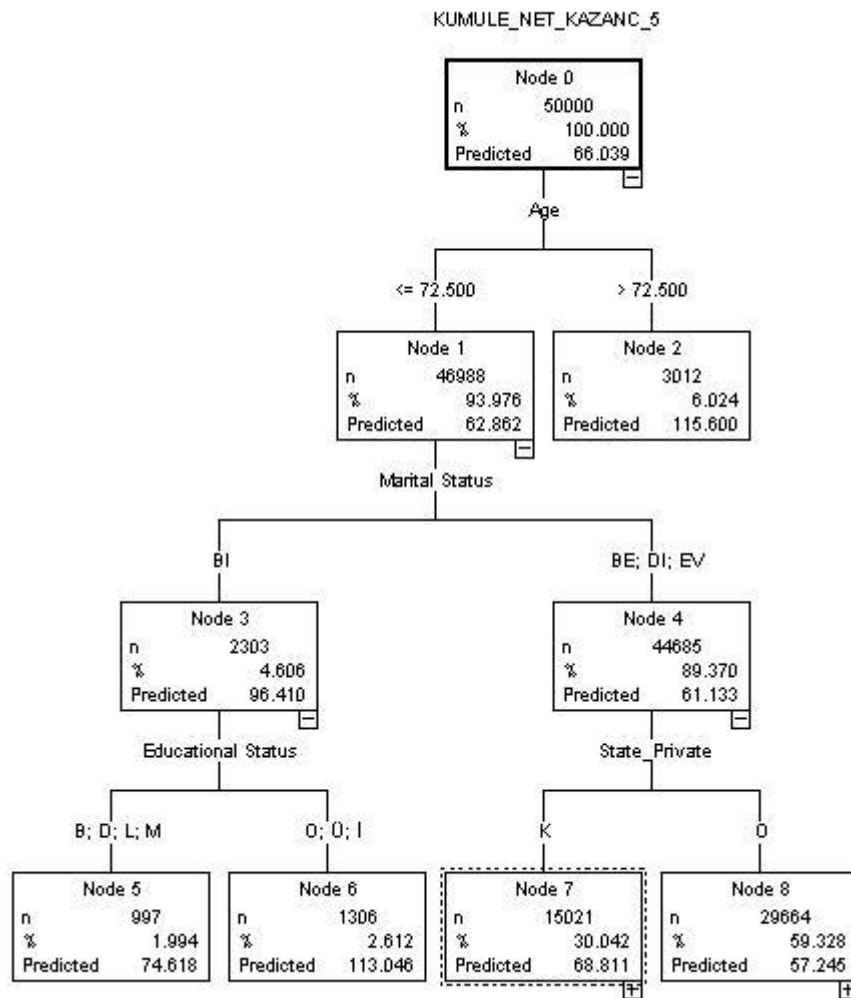 KUMULE_NET_KAZANC_5
Node 0
n 50000
% 100.000
Predicted 66.039
Age
<= 72.500
> 72.500
Node 1
n 46988
% 93.976
Predicted 62.862
Node 2
n 3012
% 6.024
Predicted 115.600
Marital Status
BI
BE; DI; EV
Node 3
n 2303
% 4.606
Predicted 96.410
Node 4
n 44685
% 89.370
Predicted 61.133
Educational Status
State_Private
B; D; L; M
O; Ü; İ
K
O
Node 5
n 997
% 1.994
Predicted 74.618
Node 6
n 1306
% 2.612
Predicted 113.046
Node 7
n 15021
% 30.042
Predicted 68.811
Node 8
n 29664
% 59.328
Predicted 57.245